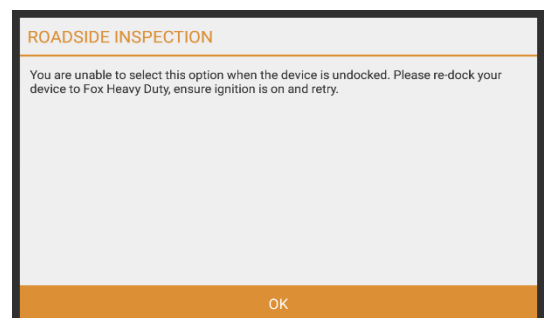 ROADSIDE INSPECTION
You are unable to select this option when the device is undocked. Please re-dock your
device to Fox Heavy Duty, ensure ignition is on and retry.
OK